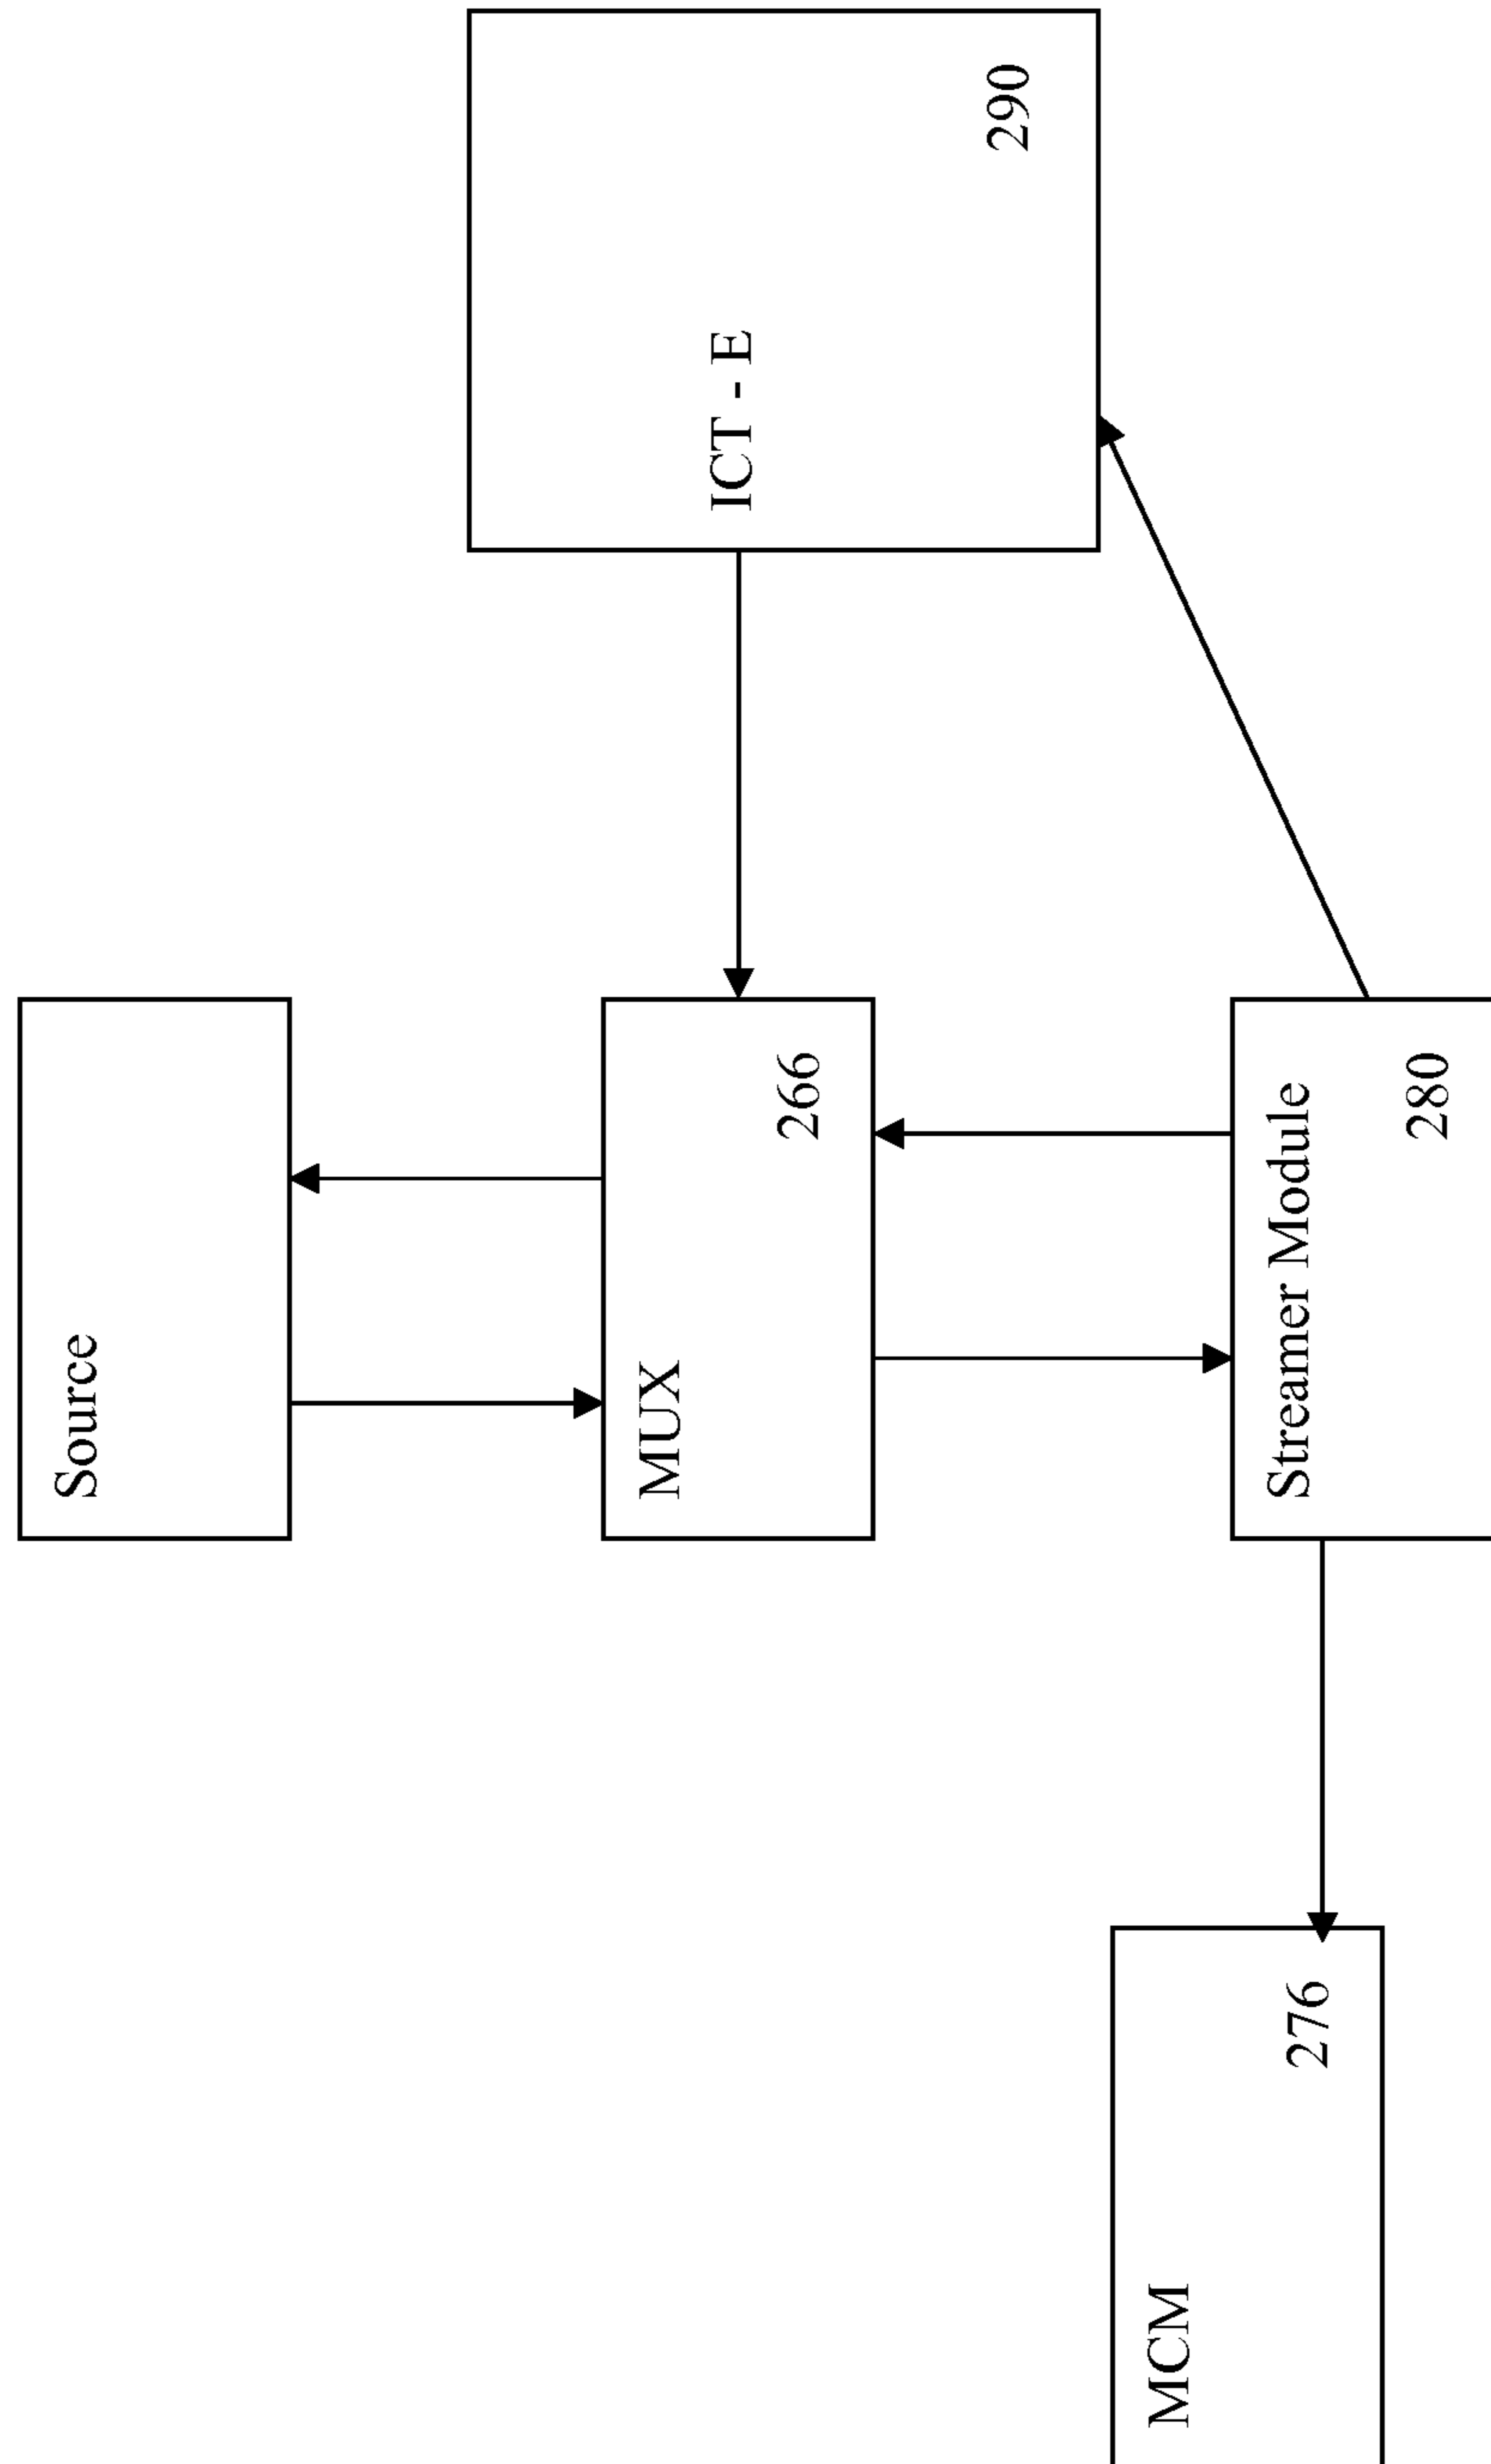 Source
MUX
266
ICT - E
290
Streamer Module
280
MCM
276